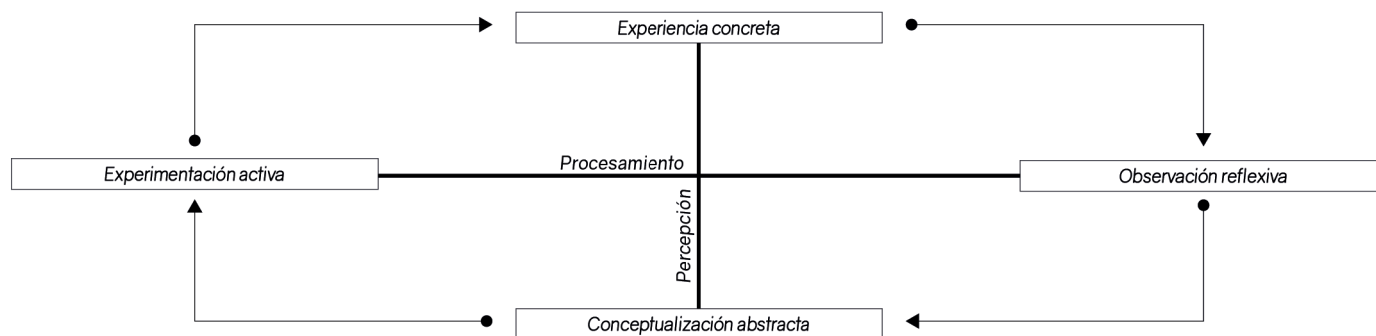 Experiencia concreta
Procesamiento
Experimentación activa
Observación reflexiva
Percepción
Conceptualización abstracta